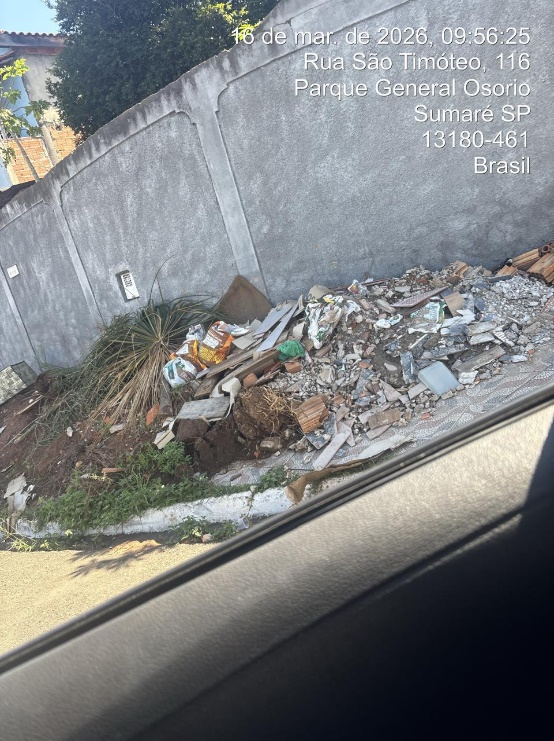 16 de mar. de 2026, 09:56:25
Rua São Timóteo, 116
Parque General Osorio
Sumaré SP
13180-461
Brasil